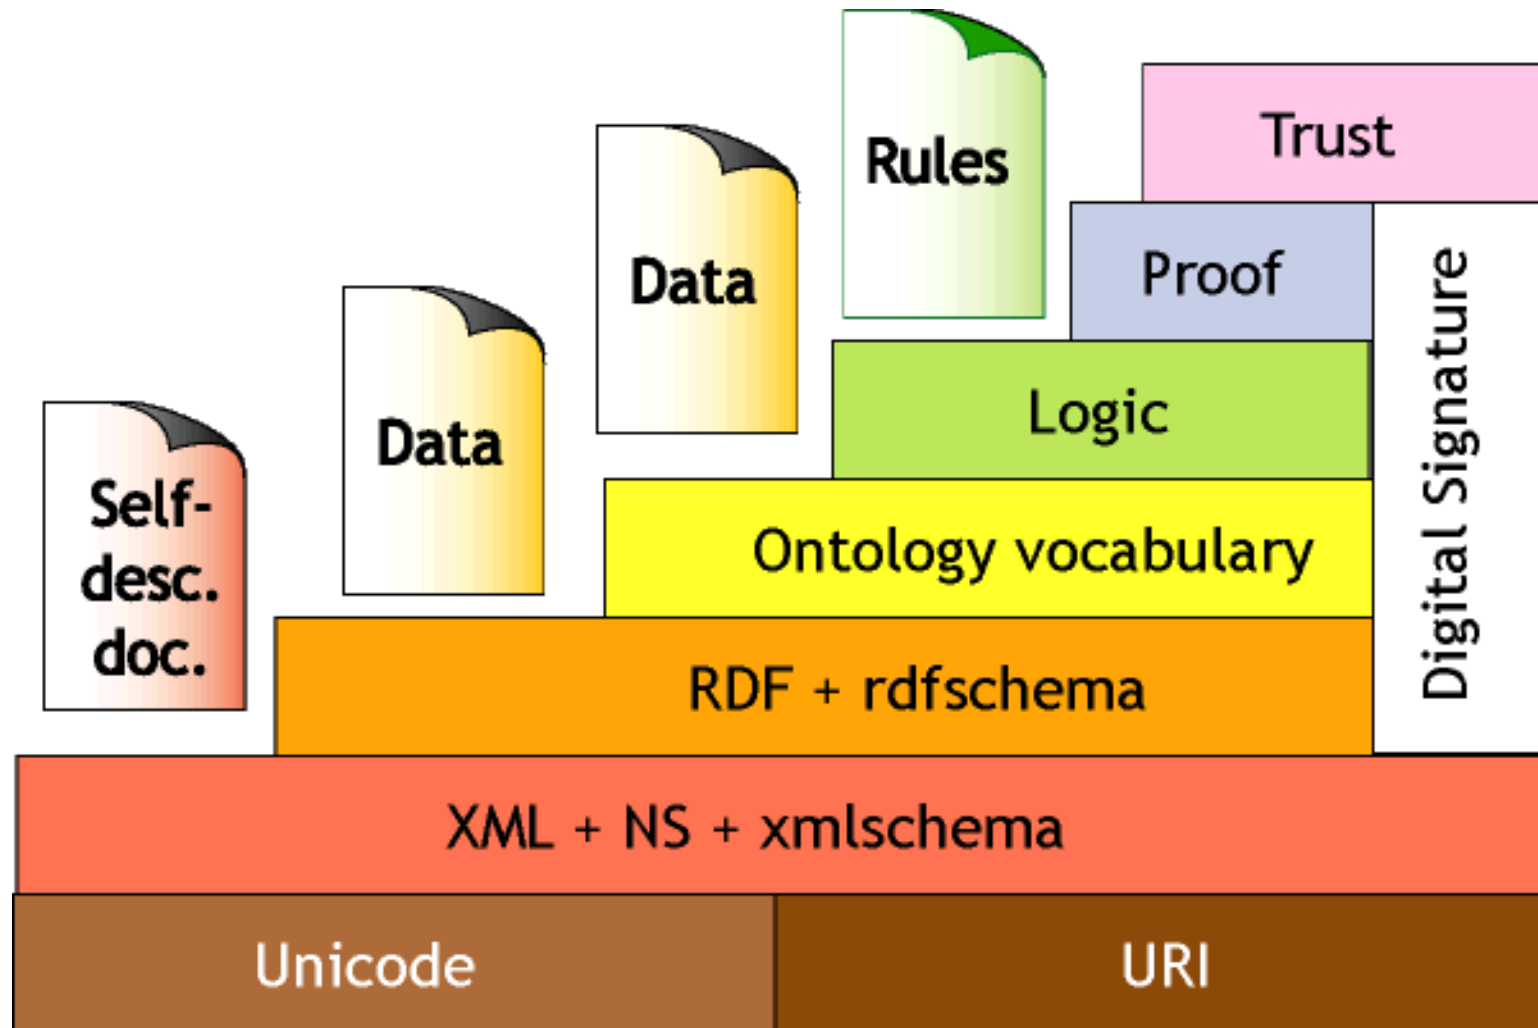 Rules
Trust
Data
Proof
Data
Logic
Self-
desc.
doc.
Ontology vocabulary
Digital Signature
RDF + rdfschema
XML + NS + xmlschema
Unicode
URI